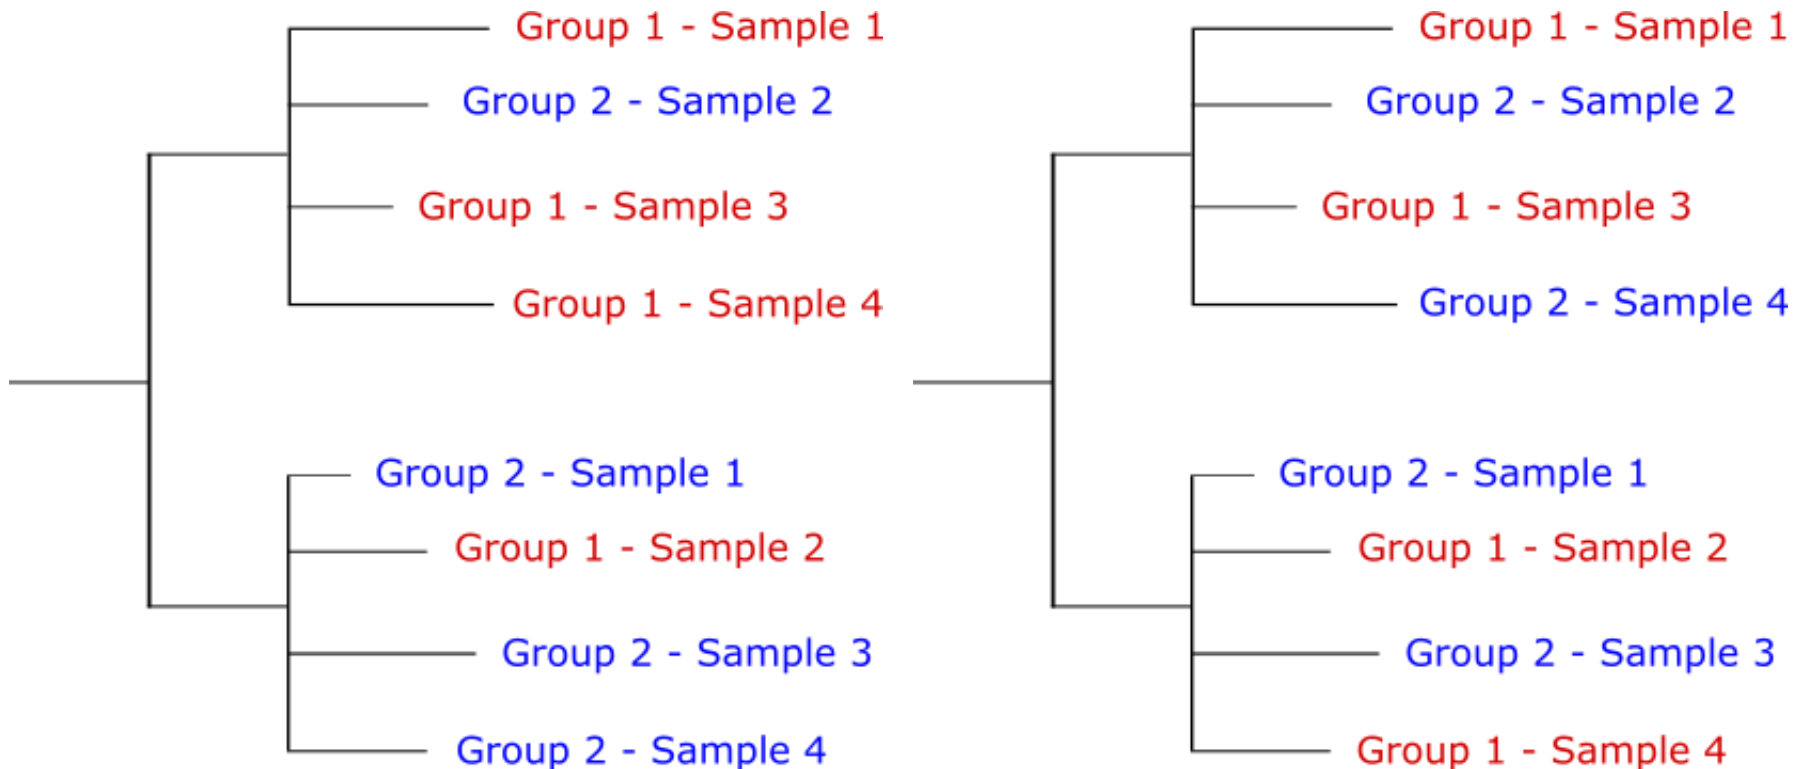 Group 1 - Sample 1
Group 2 - Sample 2
Group 1 - Sample 3
Group 1 - Sample 4
Group 2 - Sample 1
Group 1 - Sample 2
Group 2 - Sample 3
Group 2 - Sample 4
Group 1 - Sample 1
Group 2 - Sample 2
Group 1 - Sample 3
Group 2 - Sample 4
Group 2 - Sample 1
Group 1 - Sample 2
Group 2 - Sample 3
Group 1 - Sample 4